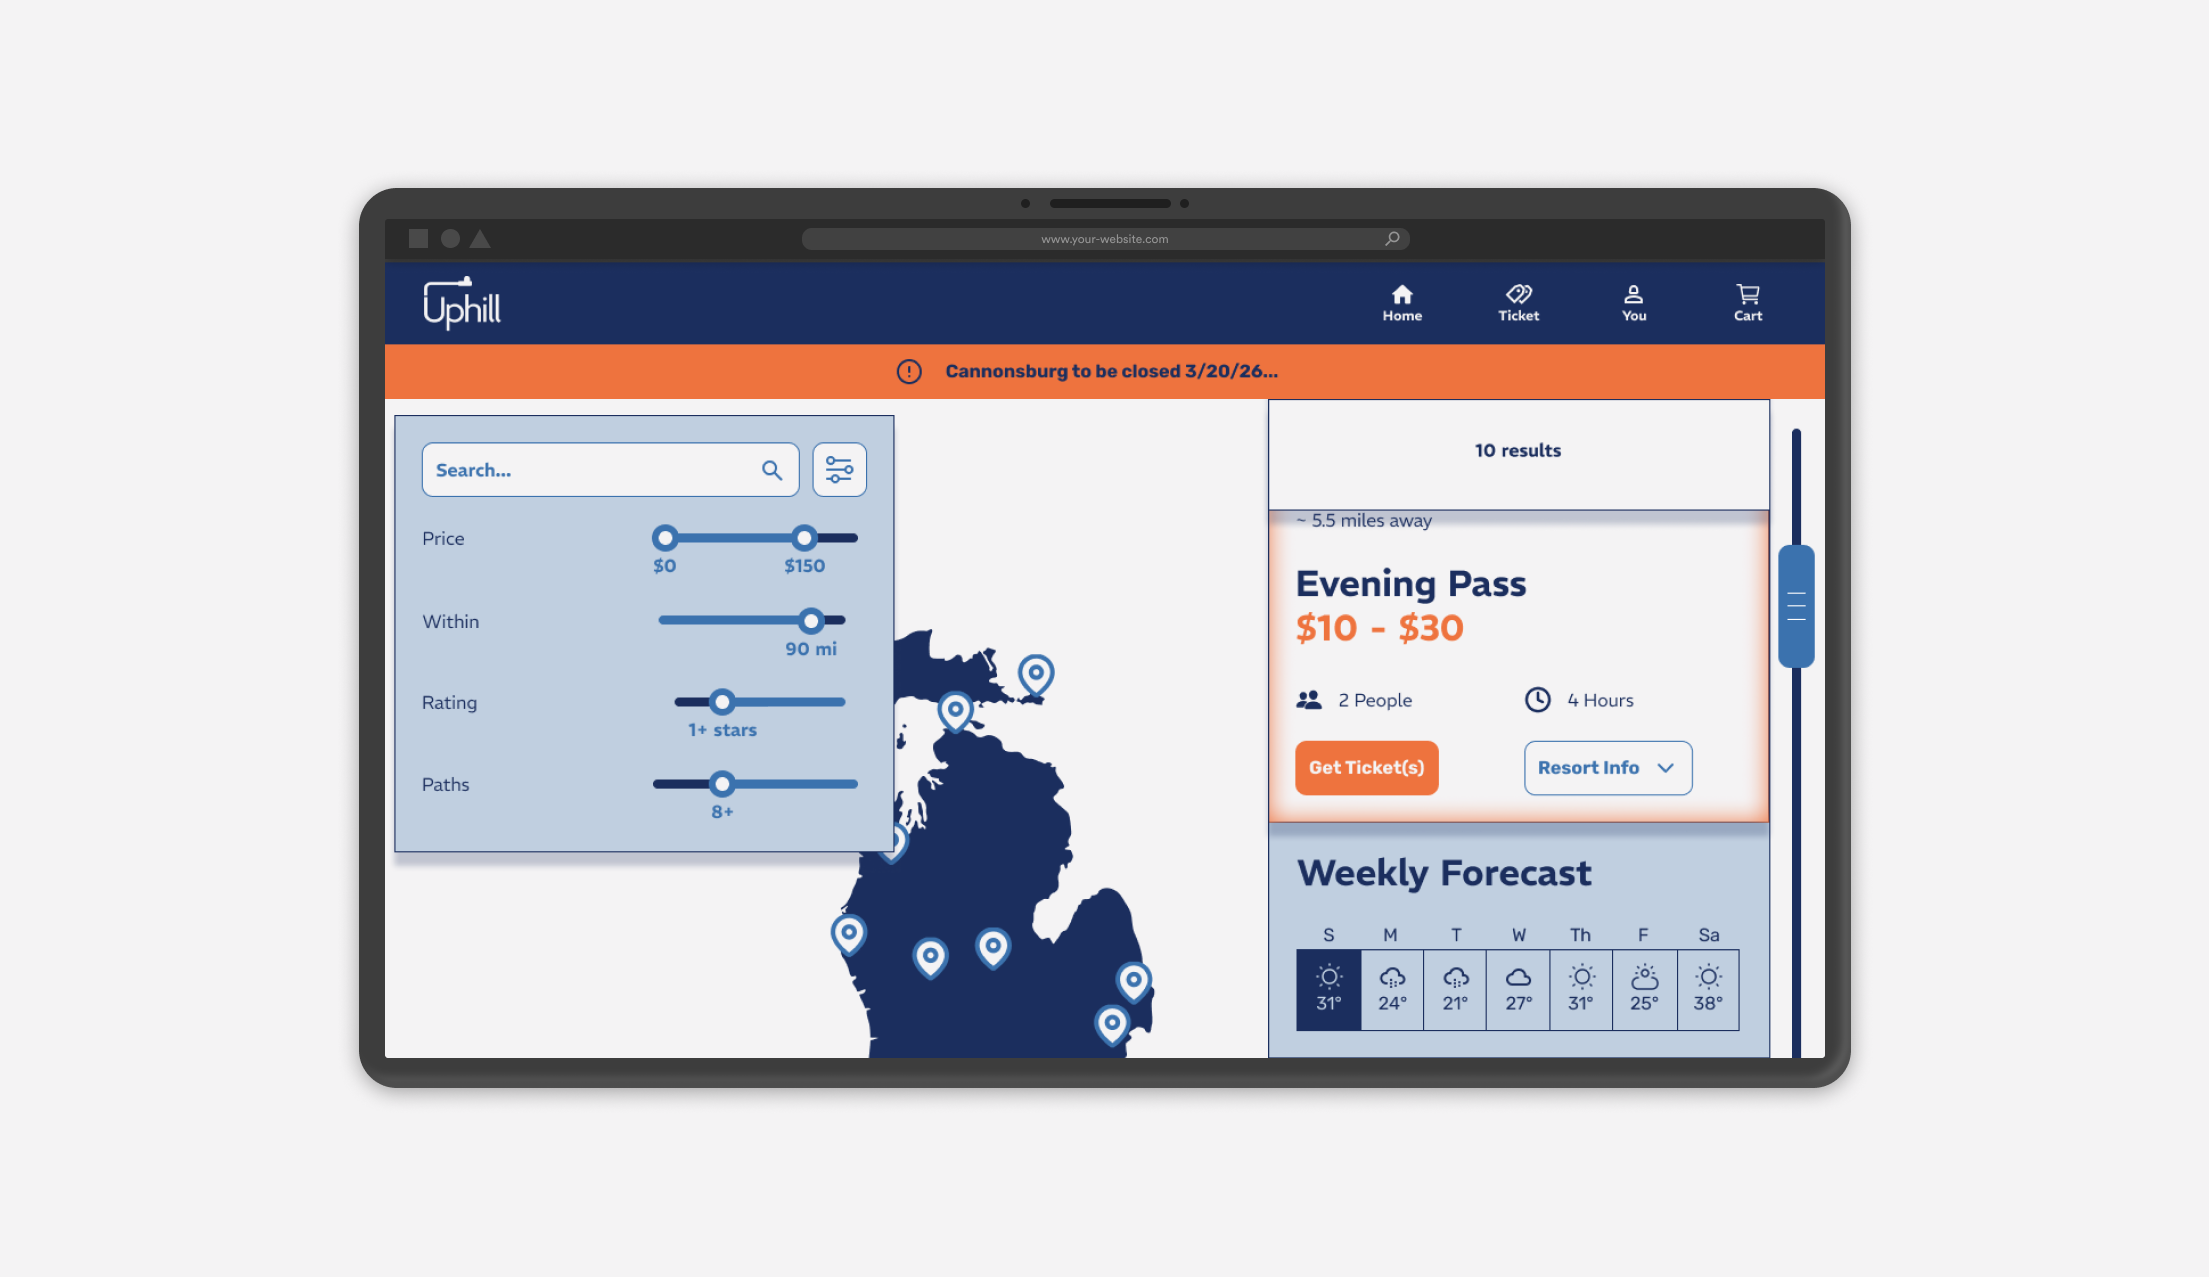 www.your-website.com
Uphill
Home
Ticket
You
Cart
Cannonsburg to be closed 3/20/26...
Search...
Price
$0
$150
Within
90 mi
Rating
1+ stars
Paths
8+
10 results
~ 5.5 miles away
Evening Pass
$10 - $30
2 People
4 Hours
Get Ticket(s)
Resort Info
Weekly Forecast
S M T W Th F Sa
31° 24° 21° 27° 31° 25° 38°